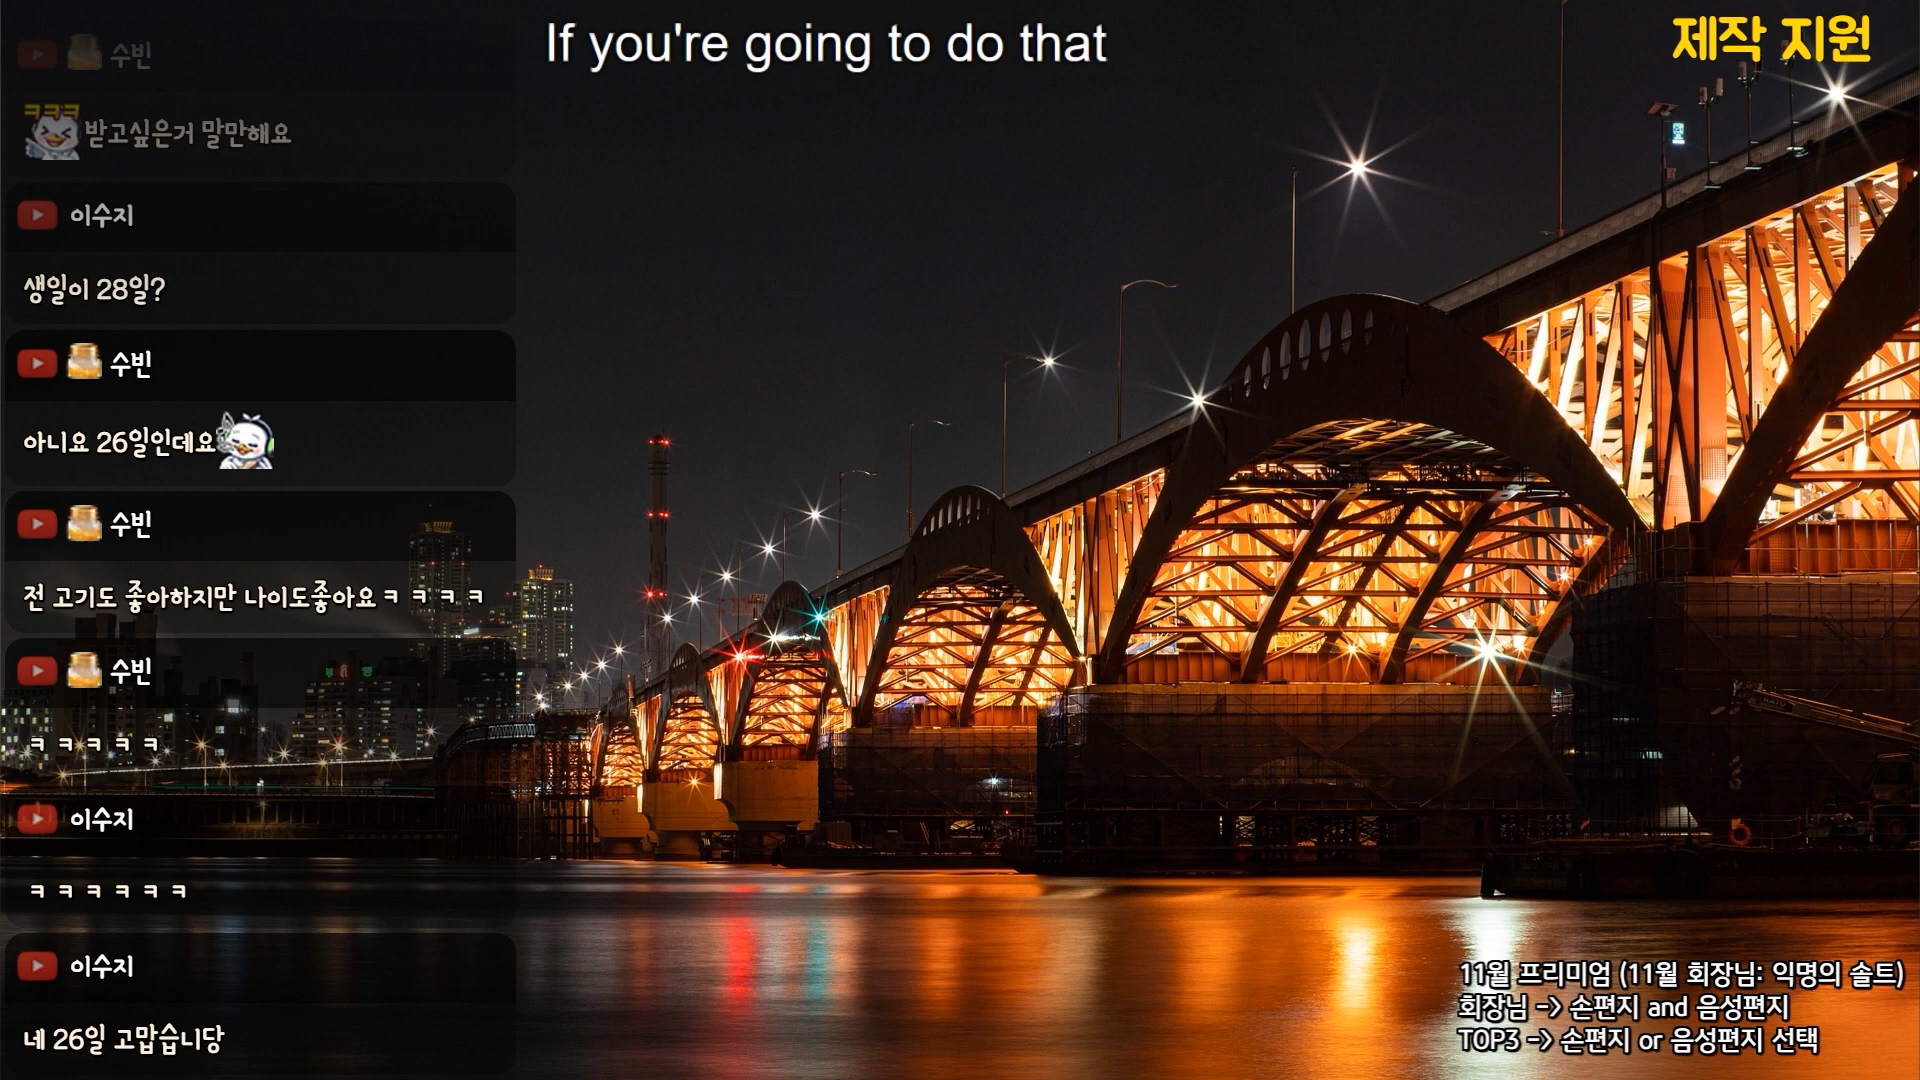 If you're going to do that
제작 지원
수빈
ㅋㅋㅋ 받고싶은거 말만해요
이수지
생일이 28일?
수빈
아니요 26일인데요
수빈
전 고기도 좋아하지만 나이도좋아요ㅋㅋㅋㅋ
수빈
ㅋㅋㅋㅋㅋ
이수지
ㅋㅋㅋㅋㅋㅋ
이수지
네 26일 고맙습니당
11월 프리미엄 (11월 회장님: 익명의 솔트)
회장님 -> 손편지 and 음성편지
TOP3 -> 손편지 or 음성편지 선택